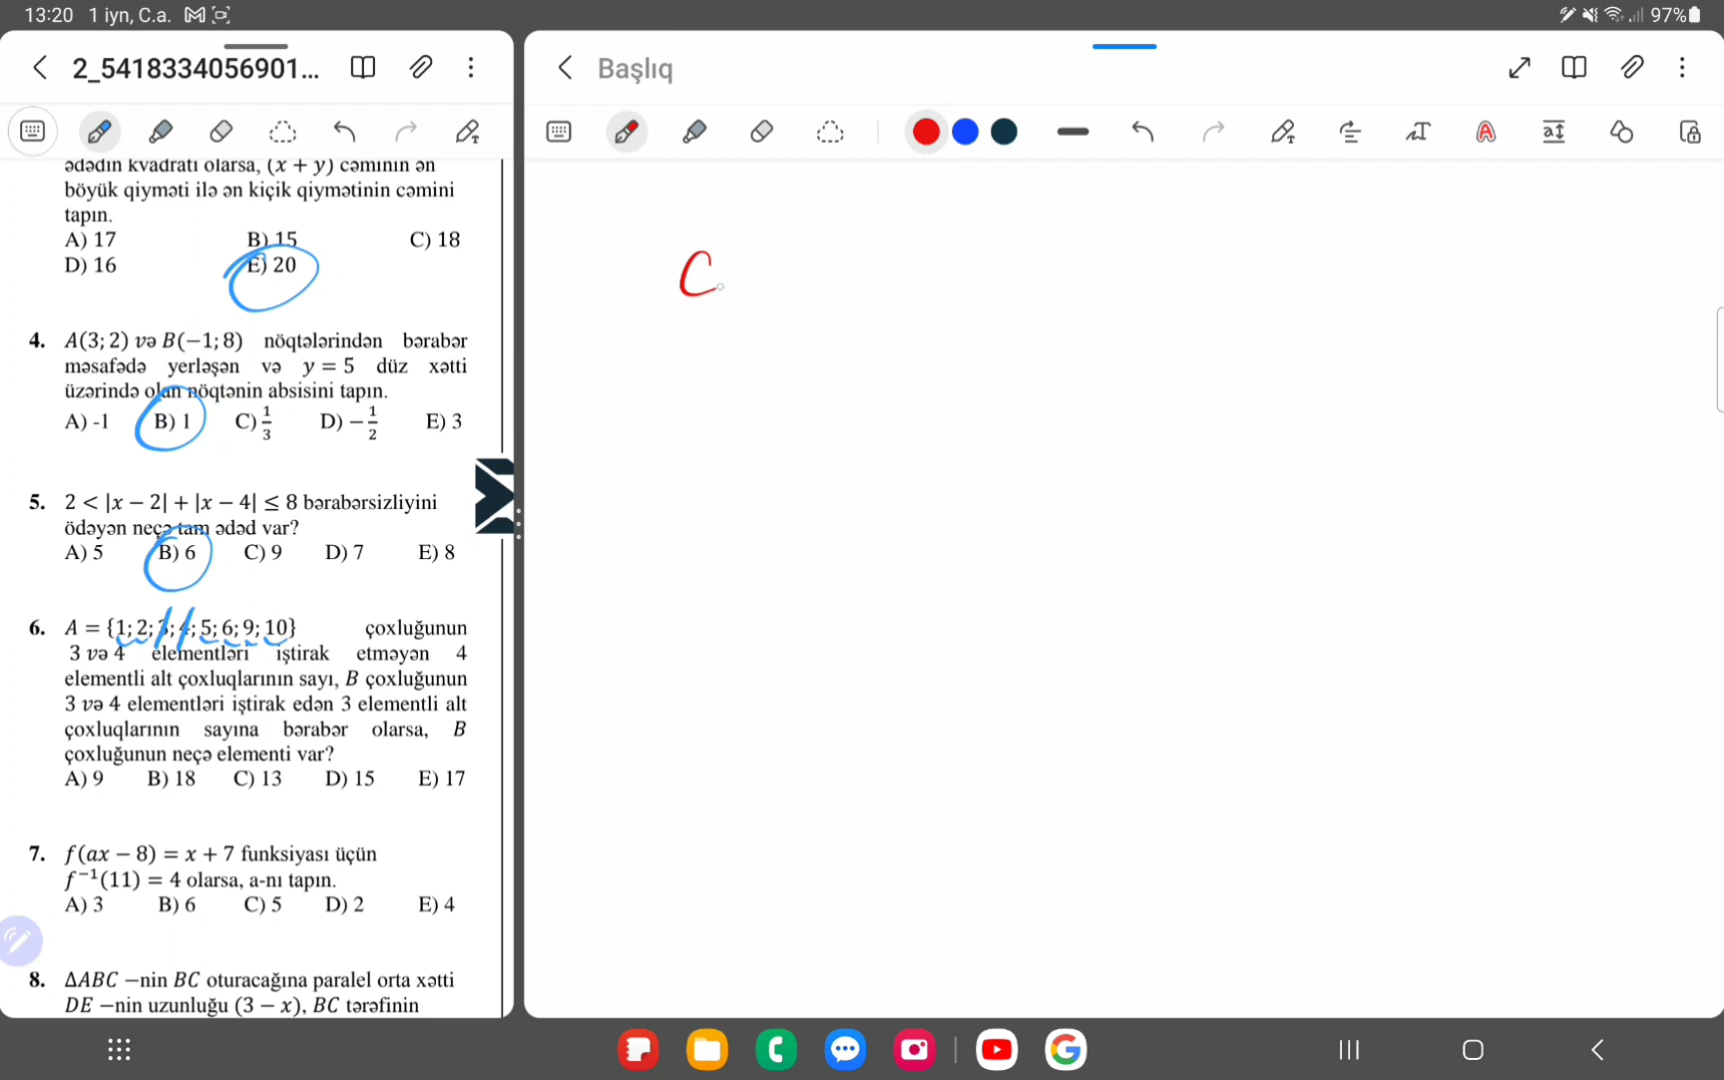 13:20 1 iyn, C.a. 97%
2_5418334056901...
ədədin kvadratı olarsa, (x + y) cəminin ən
böyük qiyməti ilə ən kiçik qiymətinin cəmini
tapın.
A) 17 B) 15 C) 18
D) 16 E) 20
4. A(3; 2) və B(−1; 8) nöqtələrindən bərabər
məsafədə yerləşən və y = 5 düz xətti
üzərində olan nöqtənin absisini tapın.
A) -1 B) 1 C) 1/3 D) −1/2 E) 3
5. 2 < |x − 2| + |x − 4| ≤ 8 bərabərsizliyini
ödəyən neçə tam ədəd var?
A) 5 B) 6 C) 9 D) 7 E) 8
6. A = {1; 2; 3; 4; 5; 6; 9; 10} çoxluğunun
3 və 4 elementləri iştirak etməyən 4
elementli alt çoxluqlarının sayı, B çoxluğunun
3 və 4 elementləri iştirak edən 3 elementli alt
çoxluqlarının sayına bərabər olarsa, B
çoxluğunun neçə elementi var?
A) 9 B) 18 C) 13 D) 15 E) 17
7. f(ax − 8) = x + 7 funksiyası üçün
f⁻¹(11) = 4 olarsa, a-nı tapın.
A) 3 B) 6 C) 5 D) 2 E) 4
8. ΔABC −nin BC oturacağına paralel orta xətti
DE −nin uzunluğu (3 − x), BC tərəfinin
Başlıq
C